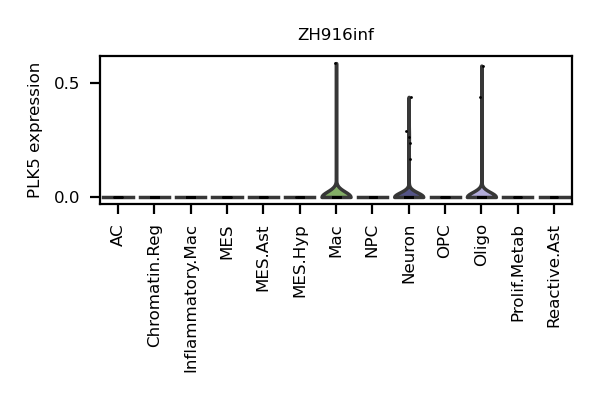 ZH916inf
PLK5 expression
0.5
0.0
AC
Chromatin.Reg
Inflammatory.Mac
MES
MES.Ast
MES.Hyp
Mac
NPC
Neuron
OPC
Oligo
Prolif.Metab
Reactive.Ast